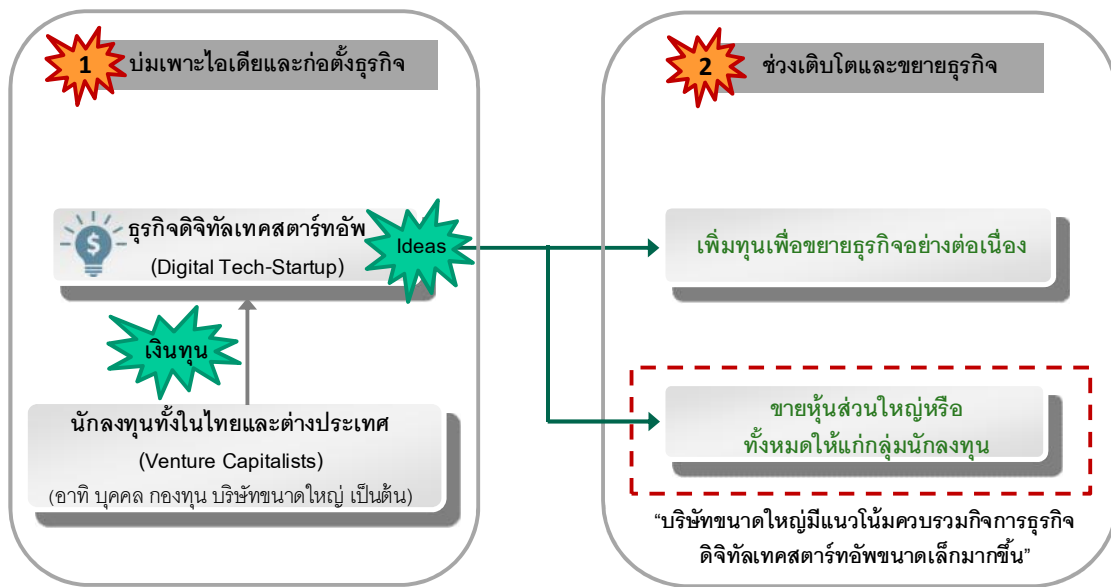 1 บ่มเพาะไอเดียและก่อตั้งธุรกิจ
$
ธุรกิจดิจิทัลเทคสตาร์ทอัพ
(Digital Tech-Startup)
Ideas
เงินทุน
นักลงทุนทั้งในไทยและต่างประเทศ
(Venture Capitalists)
(อาทิ บุคคล กองทุน บริษัทขนาดใหญ่ เป็นต้น)
2 ช่วงเติบโตและขยายธุรกิจ
เพิ่มทุนเพื่อขยายธุรกิจอย่างต่อเนื่อง
ขายหุ้นส่วนใหญ่หรือ
ทั้งหมดให้แก่กลุ่มนักลงทุน
“บริษัทขนาดใหญ่มีแนวโน้มควบรวมกิจการธุรกิจ
ดิจิทัลเทคสตาร์ทอัพขนาดเล็กมากขึ้น”